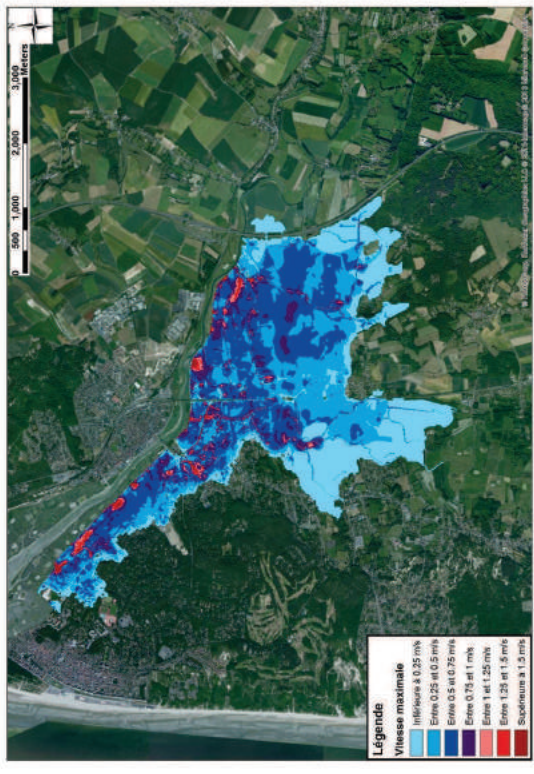 0 500 1,000 2,000 3,000
Meters
Légende
Vitesse maximale
Inférieure à 0.25 m/s
Entre 0.25 et 0.5 m/s
Entre 0.5 et 0.75 m/s
Entre 0.75 et 1 m/s
Entre 1 et 1.25 m/s
Entre 1.25 et 1.5 m/s
Supérieure à 1.5 m/s